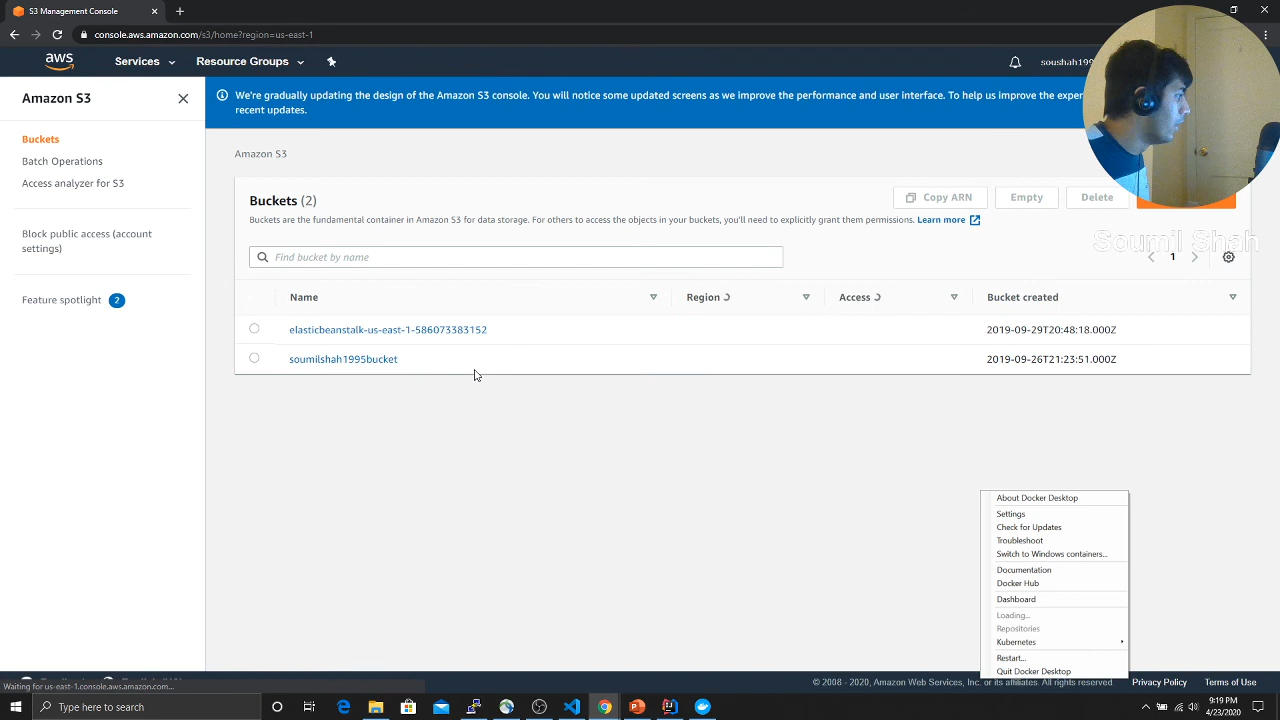 S3 Management Console
console.aws.amazon.com/s3/home?region=us-east-1
aws
Services
Resource Groups
soushah199
Amazon S3
Buckets
Batch Operations
Access analyzer for S3
Block public access (account
settings)
Feature spotlight
2
We're gradually updating the design of the Amazon S3 console. You will notice some updated screens as we improve the performance and user interface. To help us improve the exper
recent updates.
Amazon S3
Buckets (2)
Copy ARN
Empty
Delete
Buckets are the fundamental container in Amazon S3 for data storage. For others to access the objects in your buckets, you'll need to explicitly grant them permissions. Learn more
Soumil Shah
Find bucket by name
1
Name
Region
Access
Bucket created
elasticbeanstalk-us-east-1-586073383152
2019-09-29T20:48:18.000Z
soumilshah1995bucket
2019-09-26T21:23:51.000Z
About Docker Desktop
Settings
Check for Updates
Troubleshoot
Switch to Windows containers...
Documentation
Docker Hub
Dashboard
Loading...
Repositories
Kubernetes
Restart...
Quit Docker Desktop
© 2008 - 2020, Amazon Web Services, Inc. or its affiliates. All rights reserved.
Privacy Policy
Terms of Use
Waiting for us-east-1.console.aws.amazon.com...
Type here to search
9:19 PM
4/23/2020